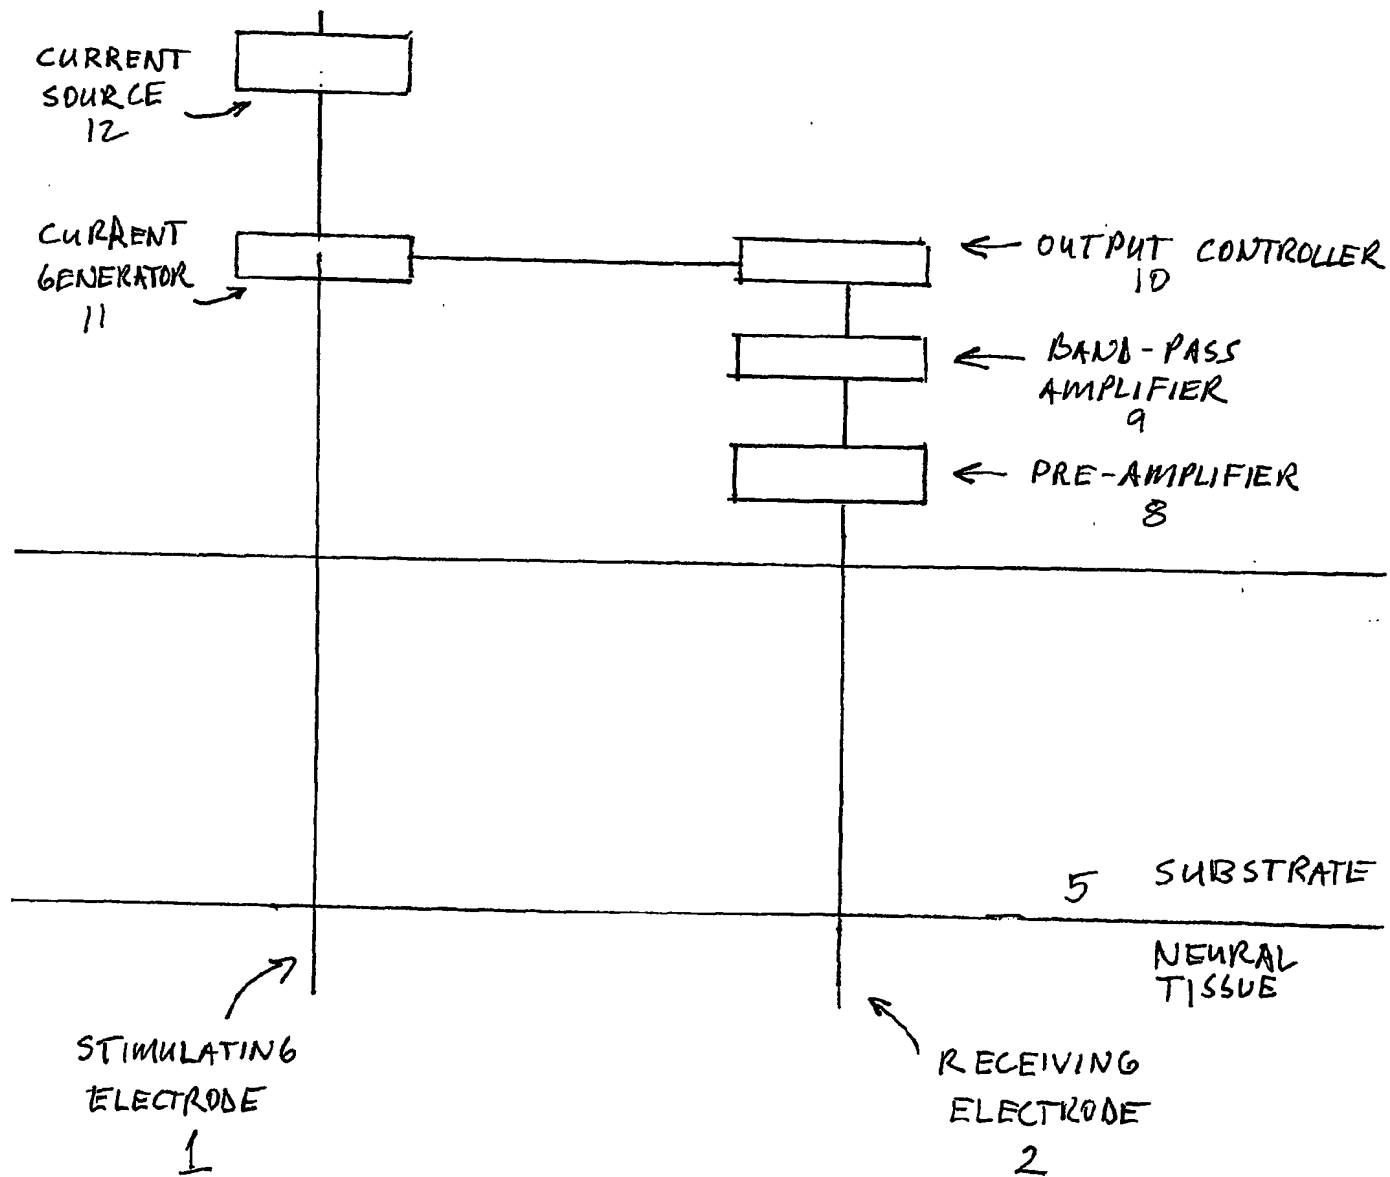 CURRENT
SOURCE
12
CURRENT
GENERATOR
11
OUTPUT CONTROLLER
10
BAND-PASS
AMPLIFIER
9
PRE-AMPLIFIER
8
5 SUBSTRATE
NEURAL
TISSUE
STIMULATING
ELECTRODE
1
RECEIVING
ELECTRODE
2